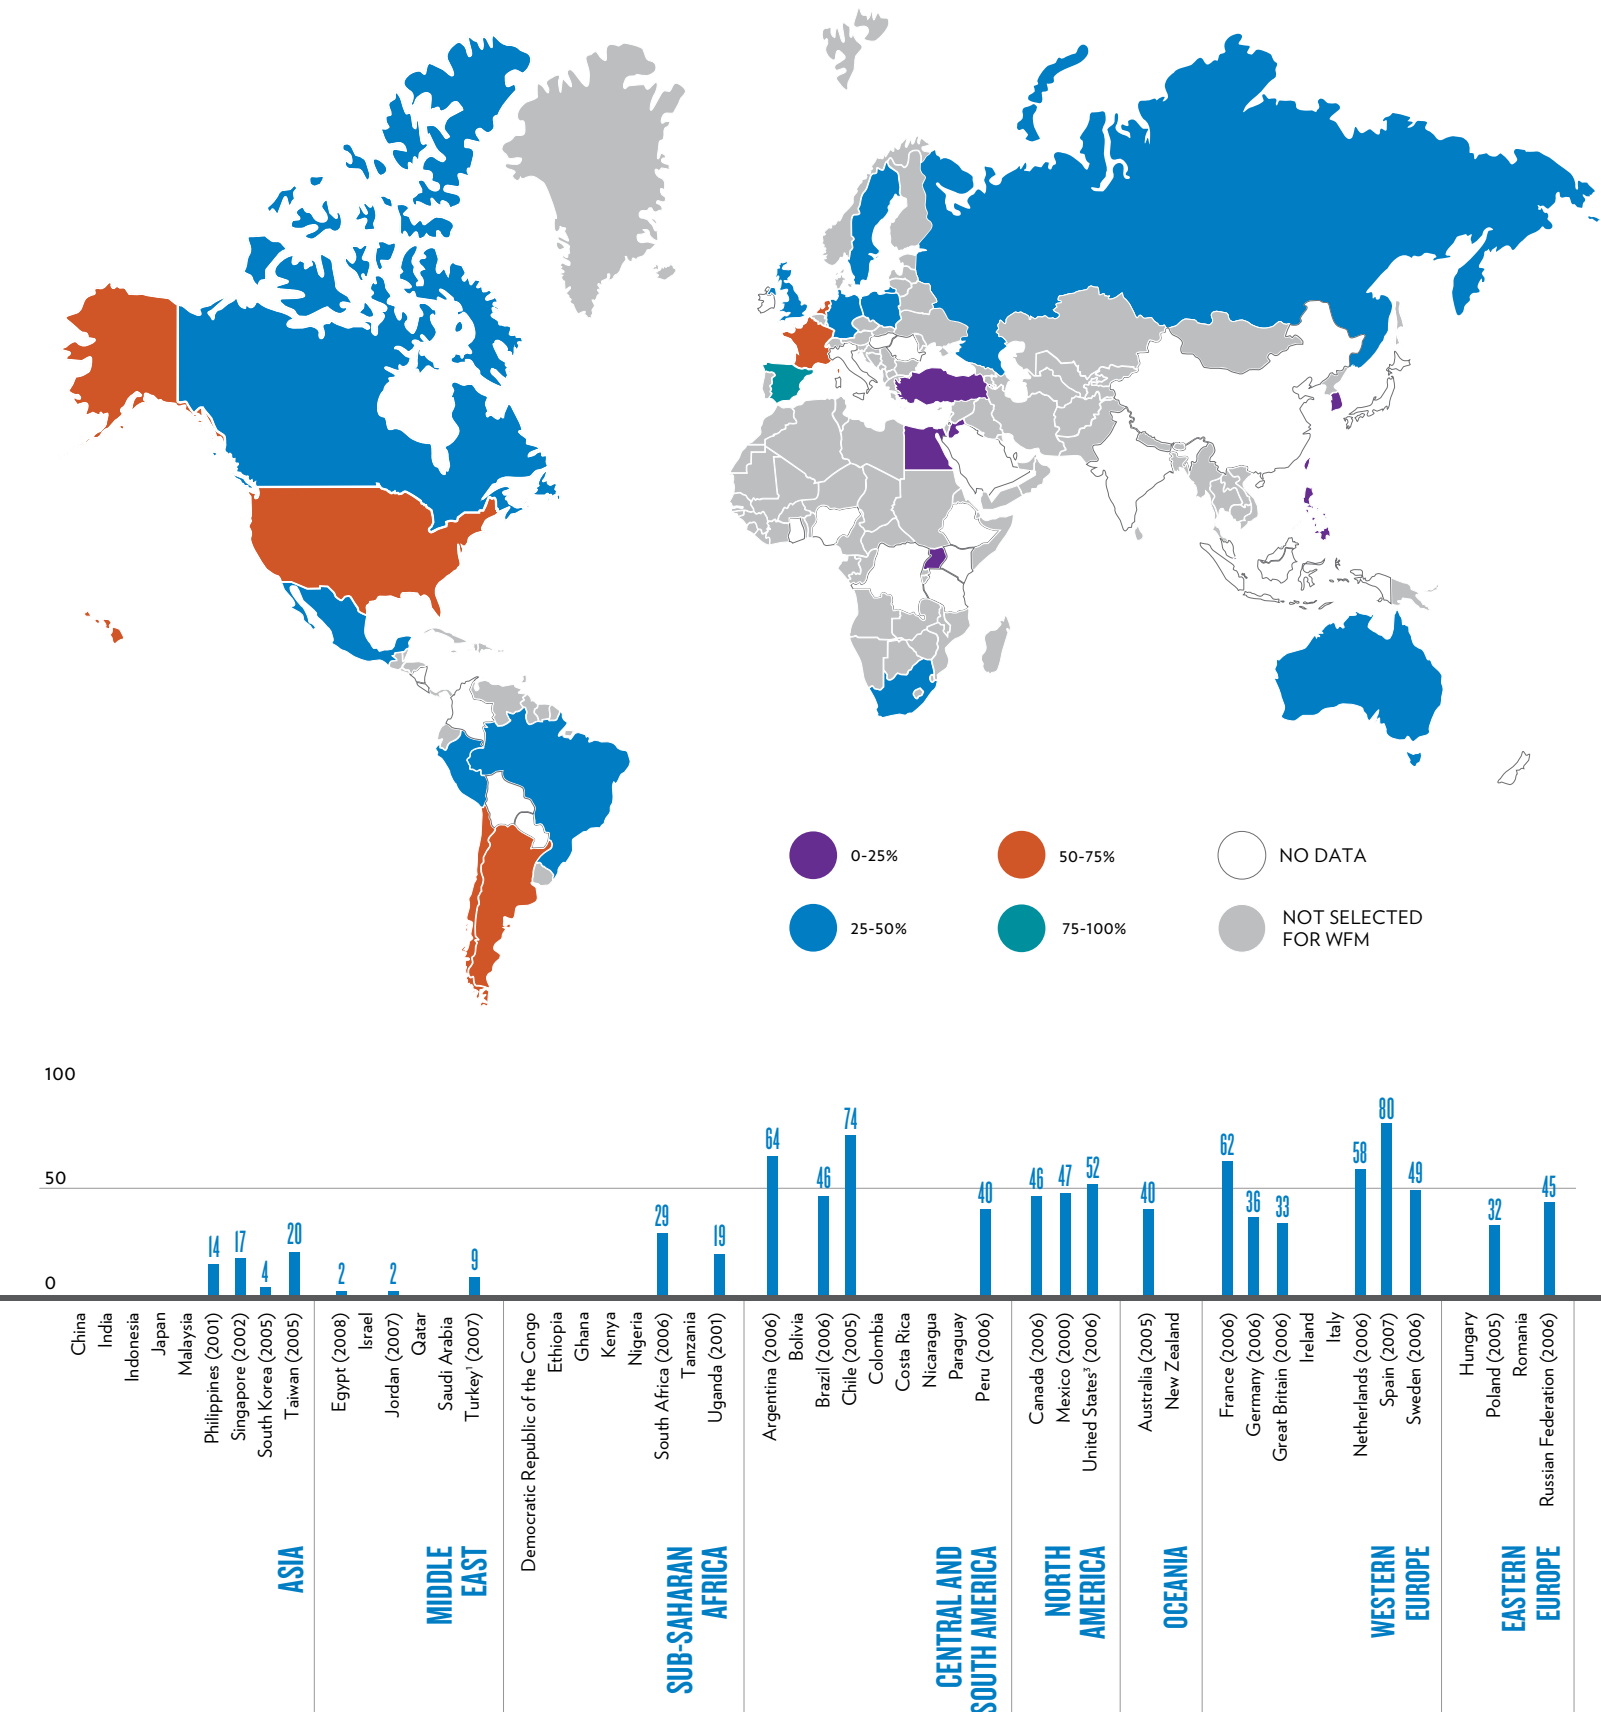 0-25%
50-75%
NO DATA
25-50%
75-100%
NOT SELECTED
FOR WFM
100
50
0
14
17
4
20
2
2
9
29
19
64
46
74
40
46
47
52
40
62
36
33
58
80
49
32
45
China
India
Indonesia
Japan
Malaysia
Philippines (2001)
Singapore (2002)
South Korea (2005)
Taiwan (2005)
Egypt (2008)
Israel
Jordan (2007)
Qatar
Saudi Arabia
Turkey¹ (2007)
Democratic Republic of the Congo
Ethiopia
Ghana
Kenya
Nigeria
South Africa (2006)
Tanzania
Uganda (2001)
Argentina (2006)
Bolivia
Brazil (2006)
Chile (2005)
Colombia
Costa Rica
Nicaragua
Paraguay
Peru (2006)
Canada (2006)
Mexico (2000)
United States³ (2006)
Australia (2005)
New Zealand
France (2006)
Germany (2006)
Great Britain (2006)
Ireland
Italy
Netherlands (2006)
Spain (2007)
Sweden (2006)
Hungary
Poland (2005)
Romania
Russian Federation (2006)
ASIA
MIDDLE
EAST
SUB-SAHARAN
AFRICA
CENTRAL AND
SOUTH AMERICA
NORTH
AMERICA
OCEANIA
WESTERN
EUROPE
EASTERN
EUROPE